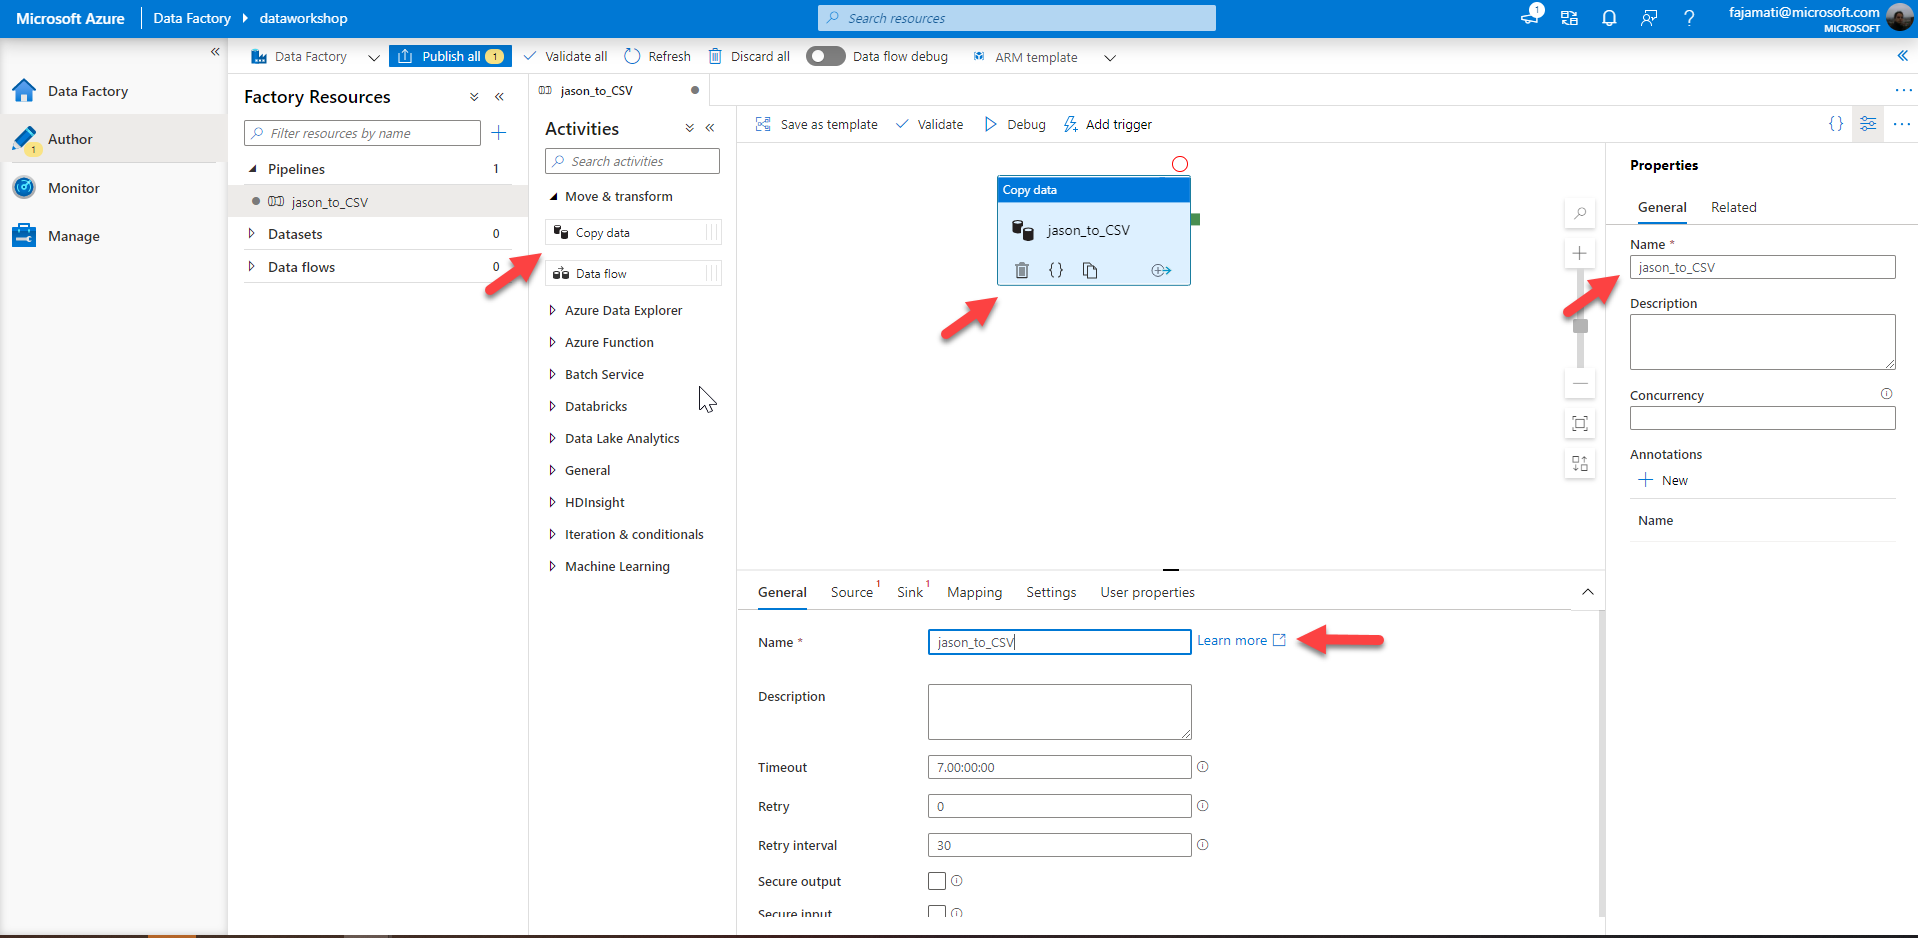 Microsoft Azure
Data Factory
dataworkshop
Search resources
1
fajamati@microsoft.com
MICROSOFT
Data Factory
Author
1
Monitor
Manage
Data Factory
Publish all 1
Validate all
Refresh
Discard all
Data flow debug
ARM template
Factory Resources
Filter resources by name
Pipelines 1
jason_to_CSV
Datasets 0
Data flows 0
jason_to_CSV
Activities
Search activities
Move & transform
Copy data
Data flow
Azure Data Explorer
Azure Function
Batch Service
Databricks
Data Lake Analytics
General
HDInsight
Iteration & conditionals
Machine Learning
Save as template
Validate
Debug
Add trigger
Copy data
jason_to_CSV
General
Source 1
Sink 1
Mapping
Settings
User properties
Name *
jason_to_CSV
Learn more
Description
Timeout
7.00:00:00
Retry
0
Retry interval
30
Secure output
Secure input
Properties
General
Related
Name *
jason_to_CSV
Description
Concurrency
Annotations
New
Name